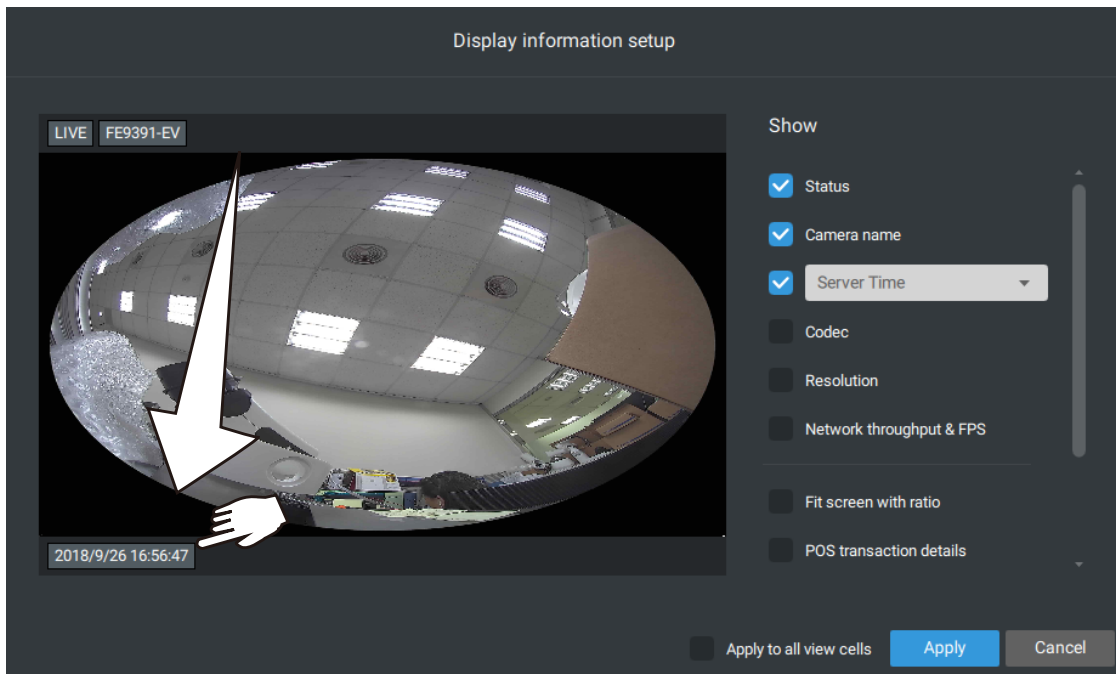 Display information setup
LIVE FE9391-EV
2018/9/26 16:56:47
Show
Status
Camera name
Server Time
Codec
Resolution
Network throughput & FPS
Fit screen with ratio
POS transaction details
Apply to all view cells Apply Cancel